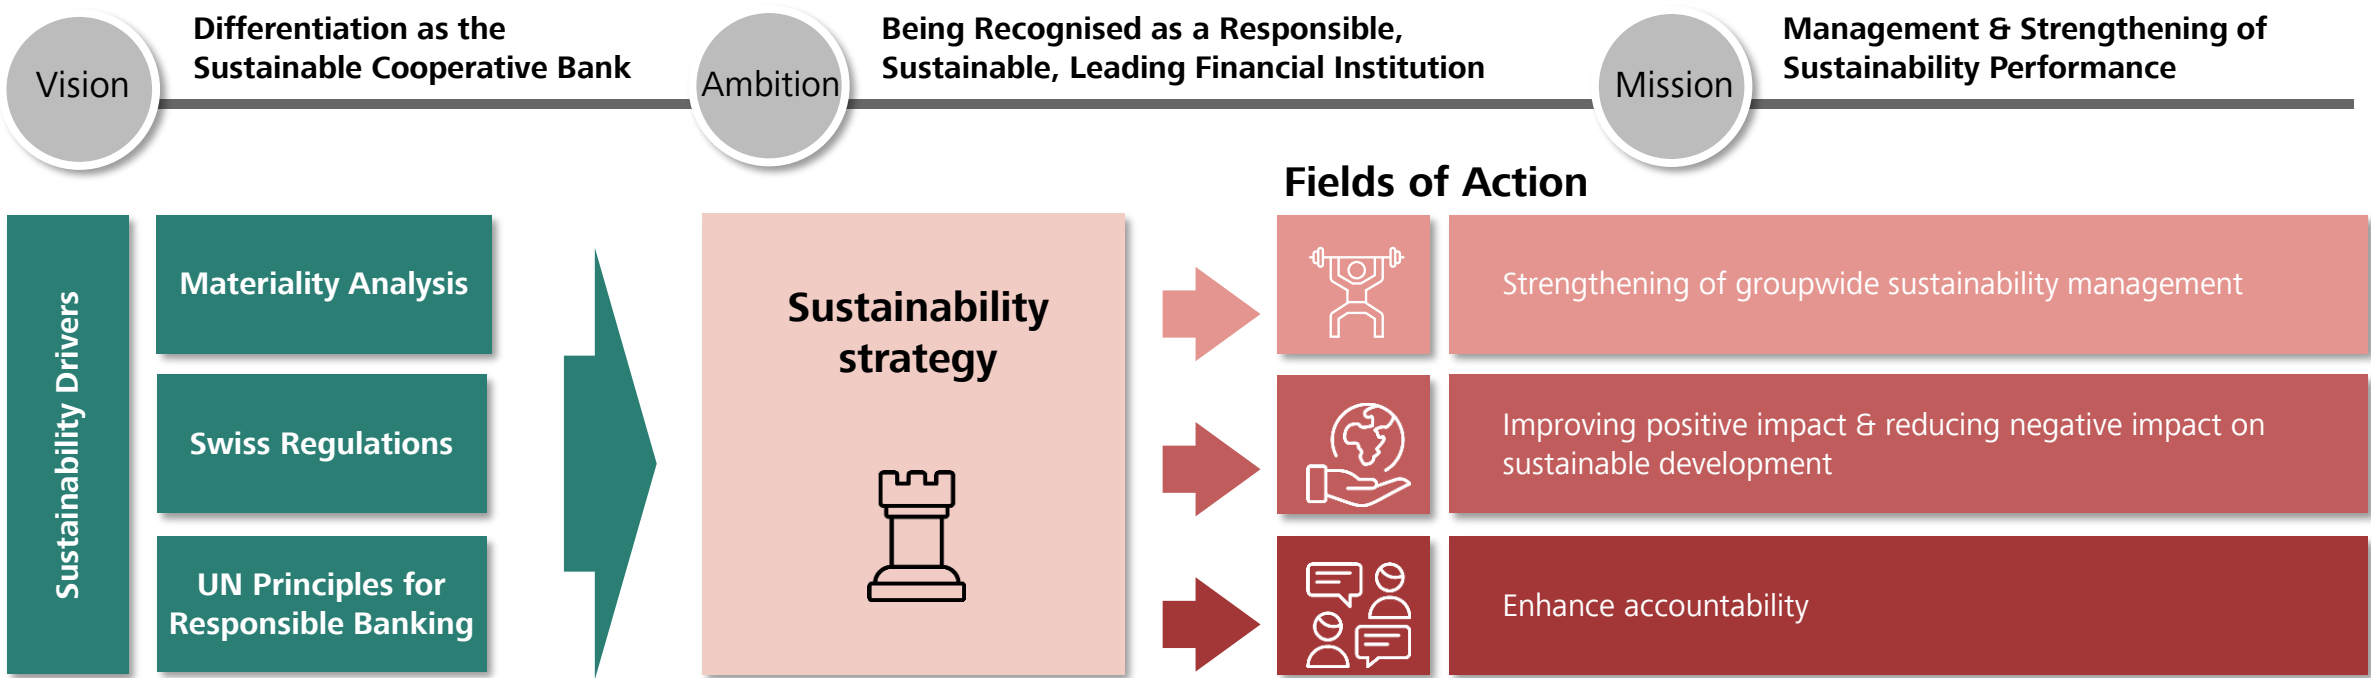 Vision
Differentiation as the
Sustainable Cooperative Bank
Ambition
Being Recognised as a Responsible,
Sustainable, Leading Financial Institution
Mission
Management & Strengthening of
Sustainability Performance
Sustainability Drivers
Materiality Analysis
Swiss Regulations
UN Principles for
Responsible Banking
Sustainability
strategy
Fields of Action
Strengthening of groupwide sustainability management
Improving positive impact & reducing negative impact on
sustainable development
Enhance accountability